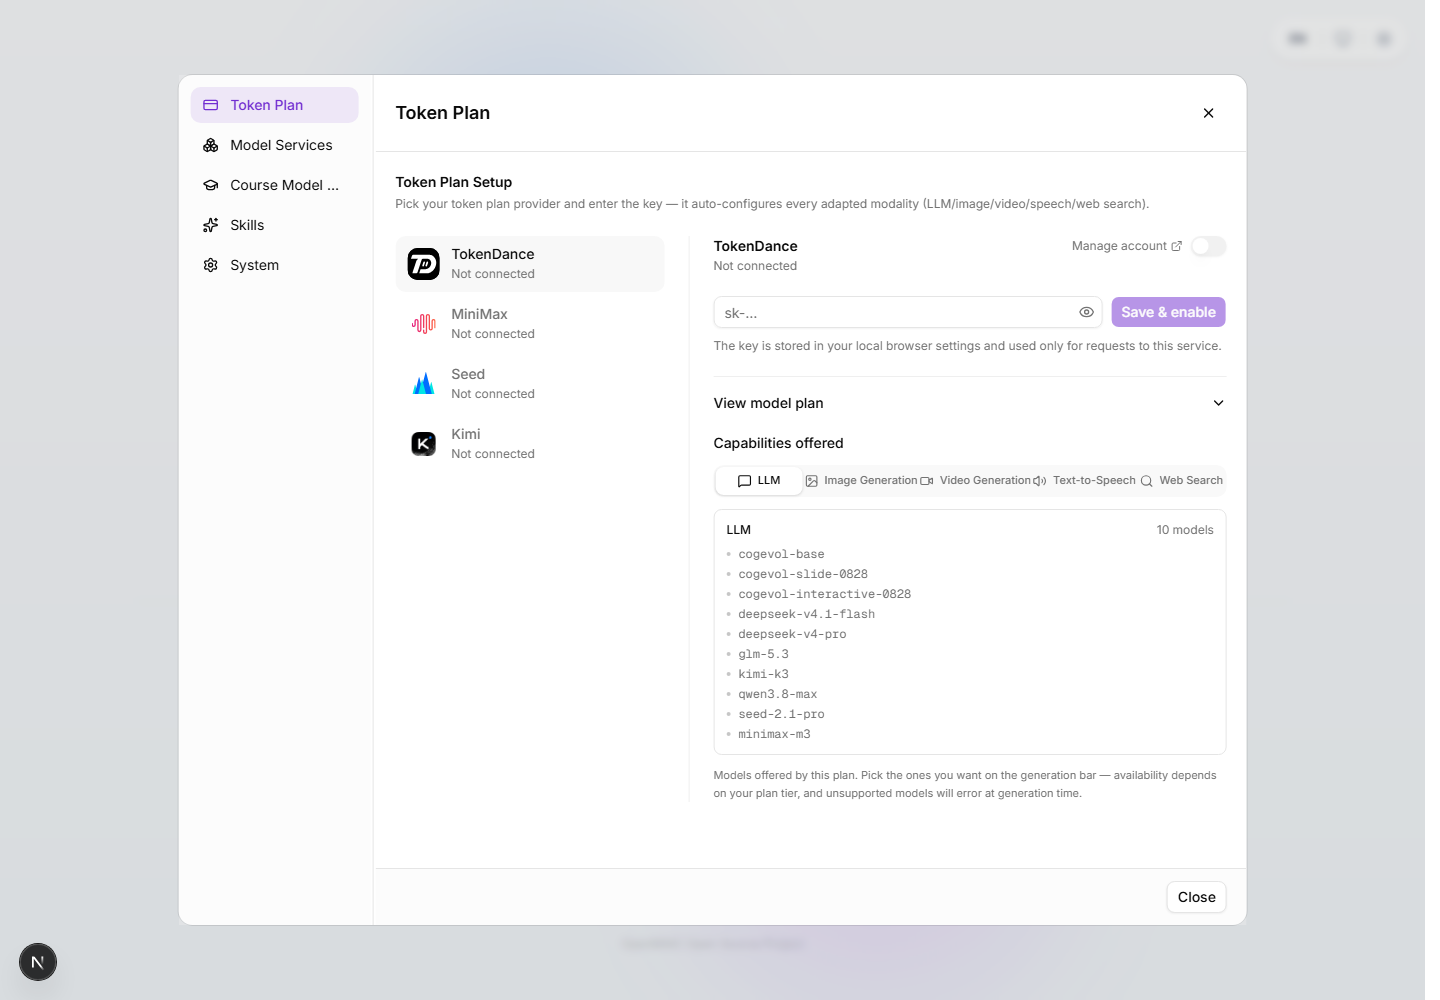 Token Plan
Model Services
Course Model ...
Skills
System
Token Plan
Token Plan Setup
Pick your token plan provider and enter the key — it auto-configures every adapted modality (LLM/image/video/speech/web search).
TokenDance
Not connected
MiniMax
Not connected
Seed
Not connected
Kimi
Not connected
TokenDance
Manage account
Not connected
sk-...
Save & enable
The key is stored in your local browser settings and used only for requests to this service.
View model plan
Capabilities offered
LLM Image Generation Video Generation Text-to-Speech Web Search
LLM 10 models
cogevol-base
cogevol-slide-0828
cogevol-interactive-0828
deepseek-v4.1-flash
deepseek-v4-pro
glm-5.3
kimi-k3
qwen3.8-max
seed-2.1-pro
minimax-m3
Models offered by this plan. Pick the ones you want on the generation bar — availability depends
on your plan tier, and unsupported models will error at generation time.
Close
N